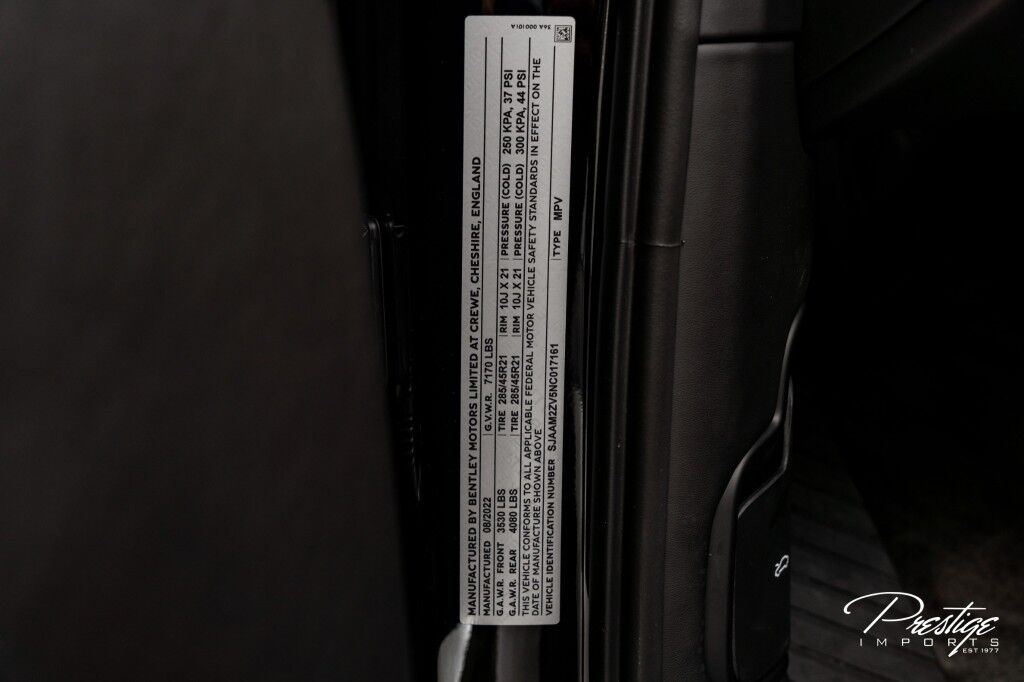 36A 000101A
MANUFACTURED BY BENTLEY MOTORS LIMITED AT CREWE, CHESHIRE, ENGLAND
MANUFACTURED 08/2022 G.V.W.R. 7170 LBS
G.A.W.R. FRONT 3530 LBS TIRE 285/45R21 RIM 10J X 21 PRESSURE (COLD) 250 KPA, 37 PSI
G.A.W.R. REAR 4080 LBS TIRE 285/45R21 RIM 10J X 21 PRESSURE (COLD) 300 KPA, 44 PSI
THIS VEHICLE CONFORMS TO ALL APPLICABLE FEDERAL MOTOR VEHICLE SAFETY STANDARDS IN EFFECT ON THE
DATE OF MANUFACTURE SHOWN ABOVE
VEHICLE IDENTIFICATION NUMBER SJAAM2ZV5NC017161 TYPE MPV
Prestige
IMPORTS
EST 1977